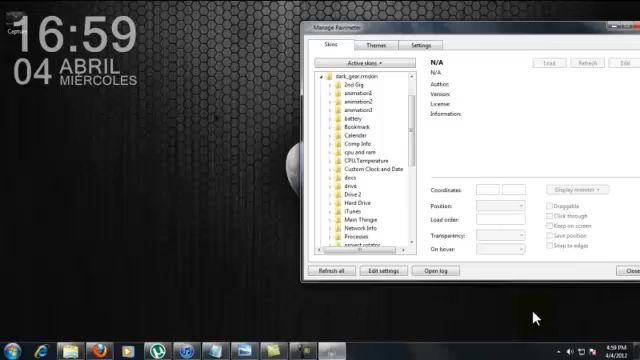 16:59
04 ABRIL
MIÉRCOLES
Manage Rainmeter
Skins
Themes
Settings
Active skins
dark_gear.rmskin
2nd Gig
animation1
animation2
animation3
battery
Bookmark
Calender
Comp Info
cpu and ram
CPU.Temperature
Custom Clock and Date
docs
drive
Drive 2
Hard Drive
iTunes
Main Thingie
Network Info
Processes
N/A
N/A
Author:
Version:
License:
Information:
Load
Refresh
Edit
Coordinates:
Display monitor
Position:
Load order:
Transparency:
On hover:
Draggable
Click through
Keep on screen
Save position
Snap to edges
Refresh all
Edit settings
Open log
Close
4:59 PM
4/4/2012